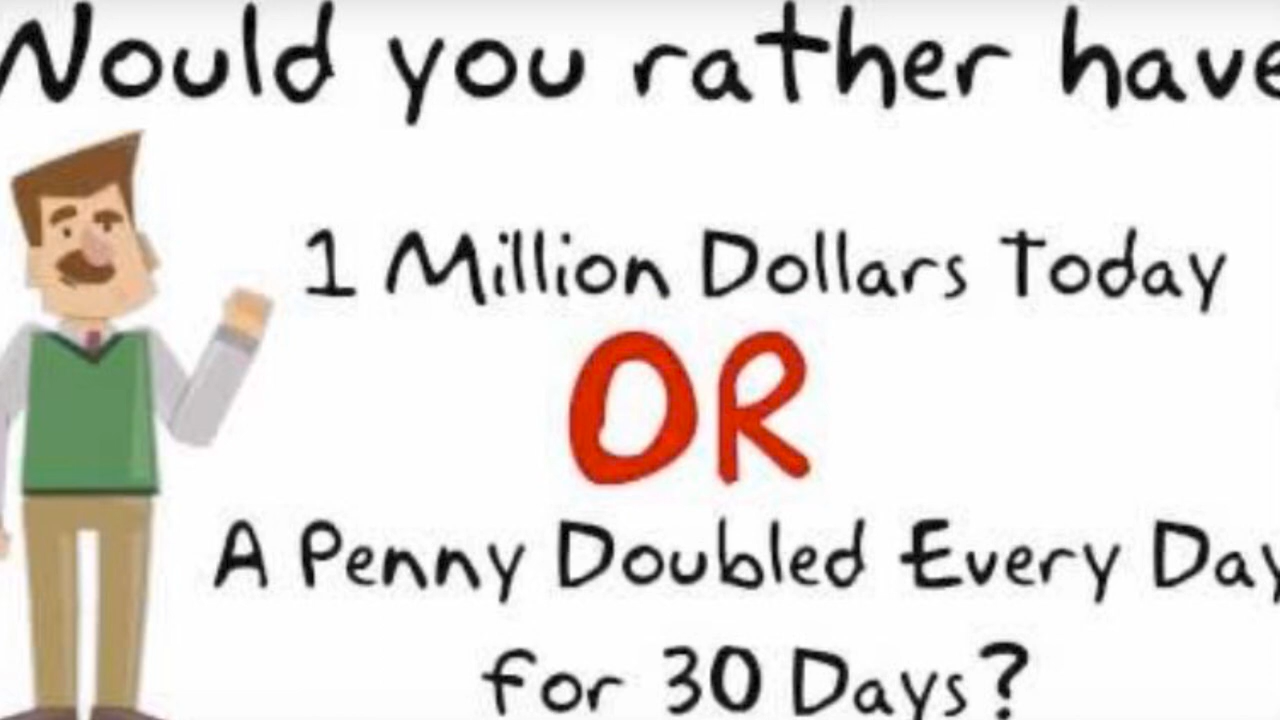 Would you rather have
1 Million Dollars Today
OR
A Penny Doubled Every Day
for 30 Days?